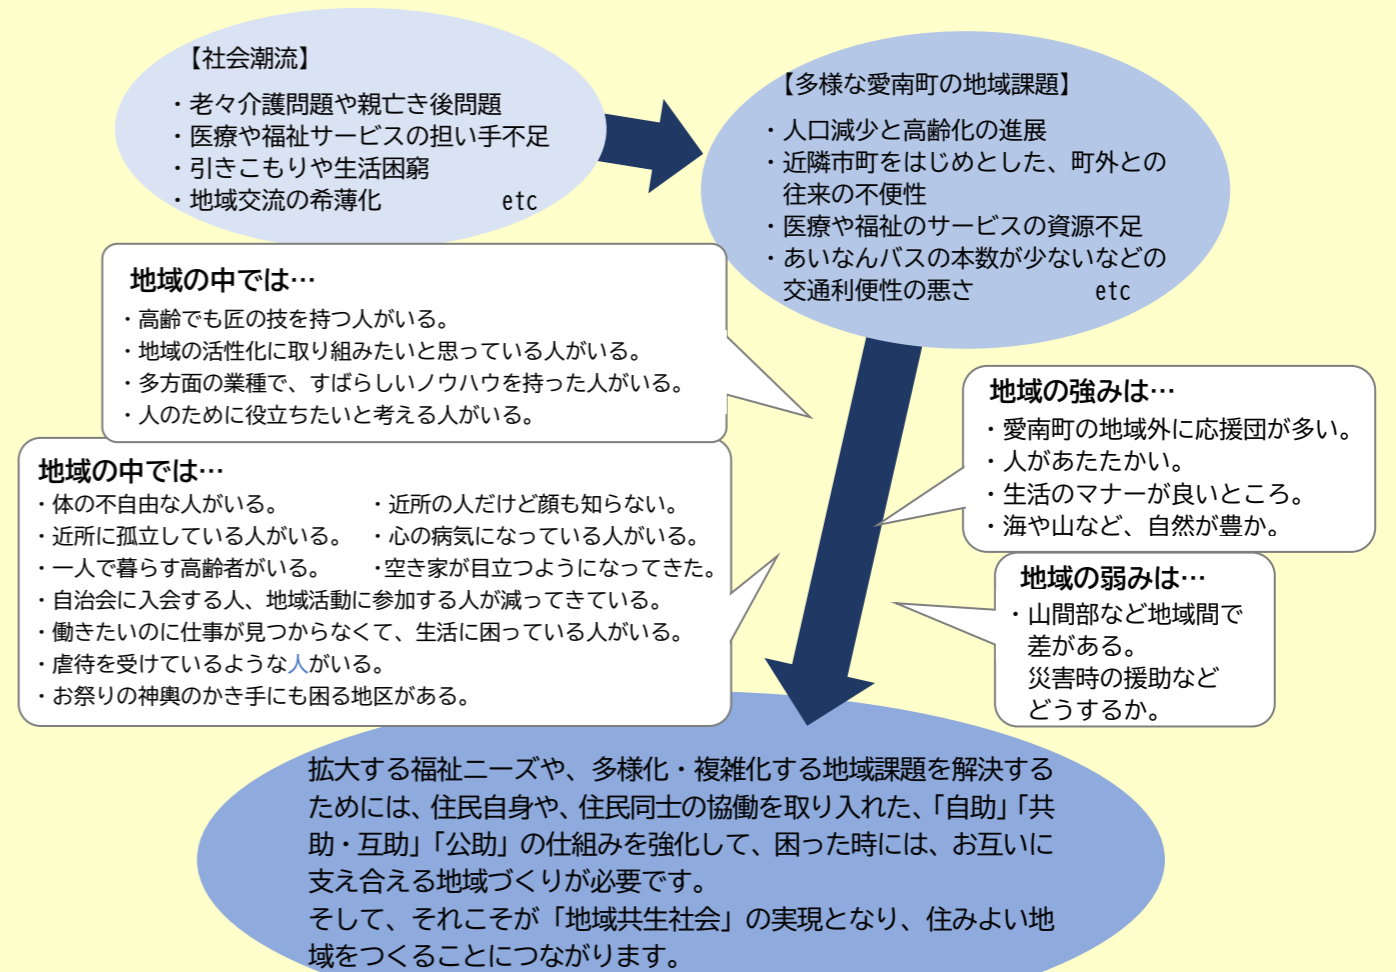 【社会潮流】
・老々介護問題や親亡き後問題
・医療や福祉サービスの担い手不足
・引きこもりや生活困窮
・地域交流の希薄化 etc
【多様な愛南町の地域課題】
・人口減少と高齢化の進展
・近隣市町をはじめとした、町外との
往来の不便性
・医療や福祉のサービスの資源不足
・あいなんバスの本数が少ないなどの
交通利便性の悪さ etc
地域の中では…
・高齢でも匠の技を持つ人がいる。
・地域の活性化に取り組みたいと思っている人がいる。
・多方面の業種で、すばらしいノウハウを持った人がいる。
・人のために役立ちたいと考える人がいる。
地域の強みは…
・愛南町の地域外に応援団が多い。
・人があたたかい。
・生活のマナーが良いところ。
・海や山など、自然が豊か。
地域の中では…
・体の不自由な人がいる。 ・近所の人だけど顔も知らない。
・近所に孤立している人がいる。 ・心の病気になっている人がいる。
・一人で暮らす高齢者がいる。 ・空き家が目立つようになってきた。
・自治会に入会する人、地域活動に参加する人が減ってきている。
・働きたいのに仕事が見つからなくて、生活に困っている人がいる。
・虐待を受けているような人がいる。
・お祭りの神輿のかき手にも困る地区がある。
地域の弱みは…
・山間部など地域間で
差がある。
災害時の援助など
どうするか。
拡大する福祉ニーズや、多様化・複雑化する地域課題を解決する
ためには、住民自身や、住民同士の協働を取り入れた、「自助」「共
助・互助」「公助」の仕組みを強化して、困った時には、お互いに
支え合える地域づくりが必要です。
そして、それこそが「地域共生社会」の実現となり、住みよい地
域をつくることにつながります。